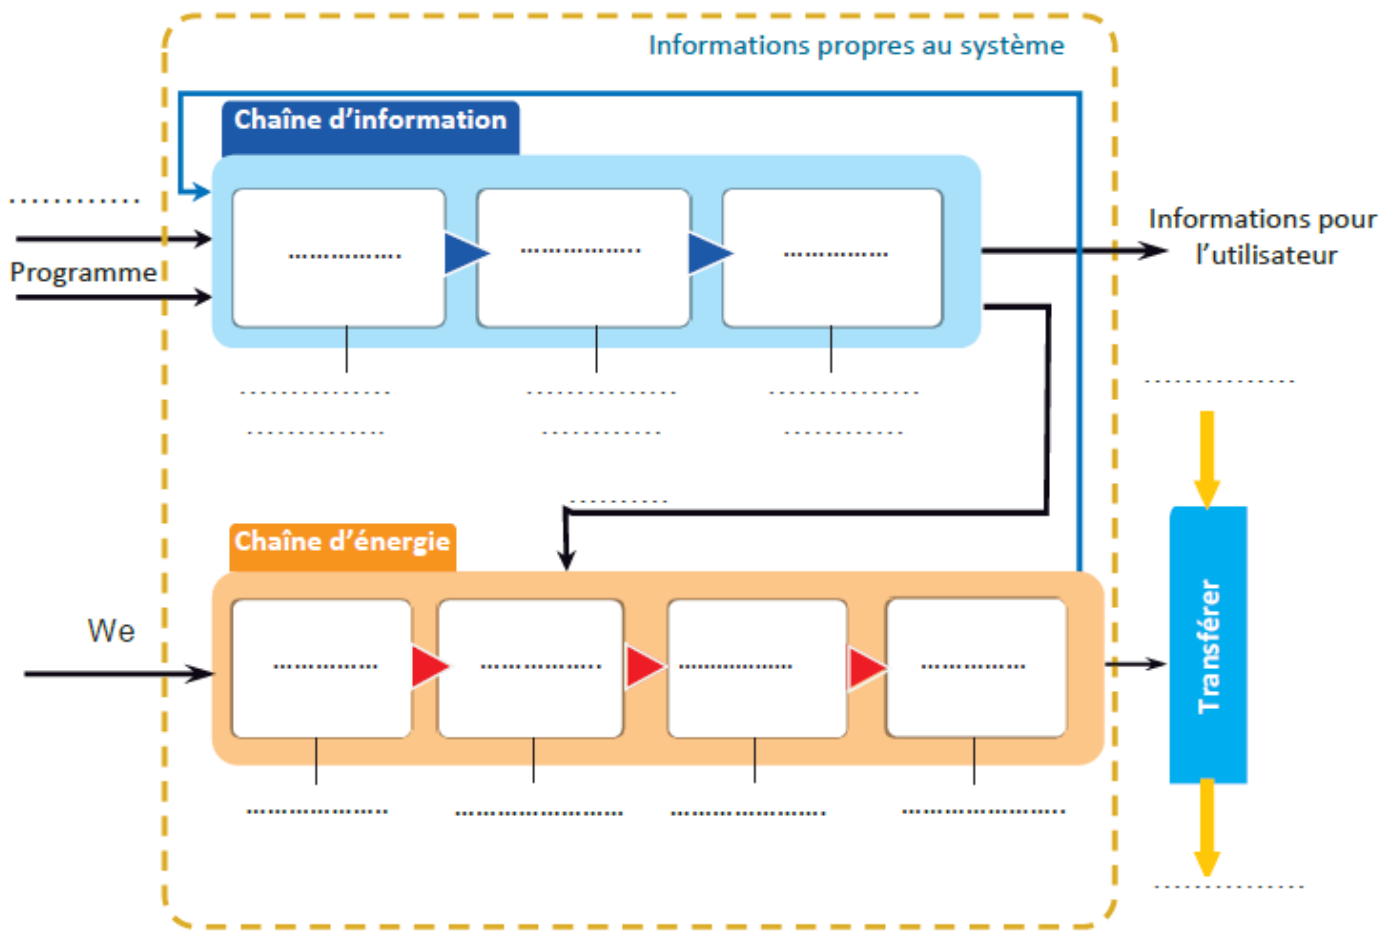 Informations propres au système
Chaîne d'information
Programme
Informations pour
l'utilisateur
Chaîne d'énergie
We
Transférer